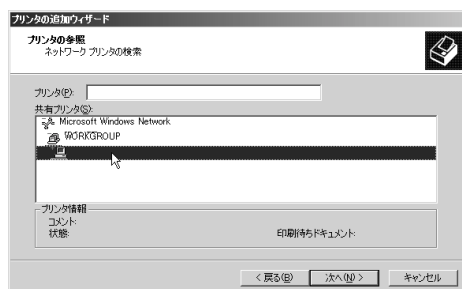 プリンタの追加ウィザード
プリンタの参照
ネットワーク プリンタの検索
プリンタ(P):
共有プリンタ(S):
Microsoft Windows Network
WORKGROUP
プリンタ情報
コメント:
状態:
印刷待ちドキュメント:
< 戻る(B)
次へ(N) >
キャンセル